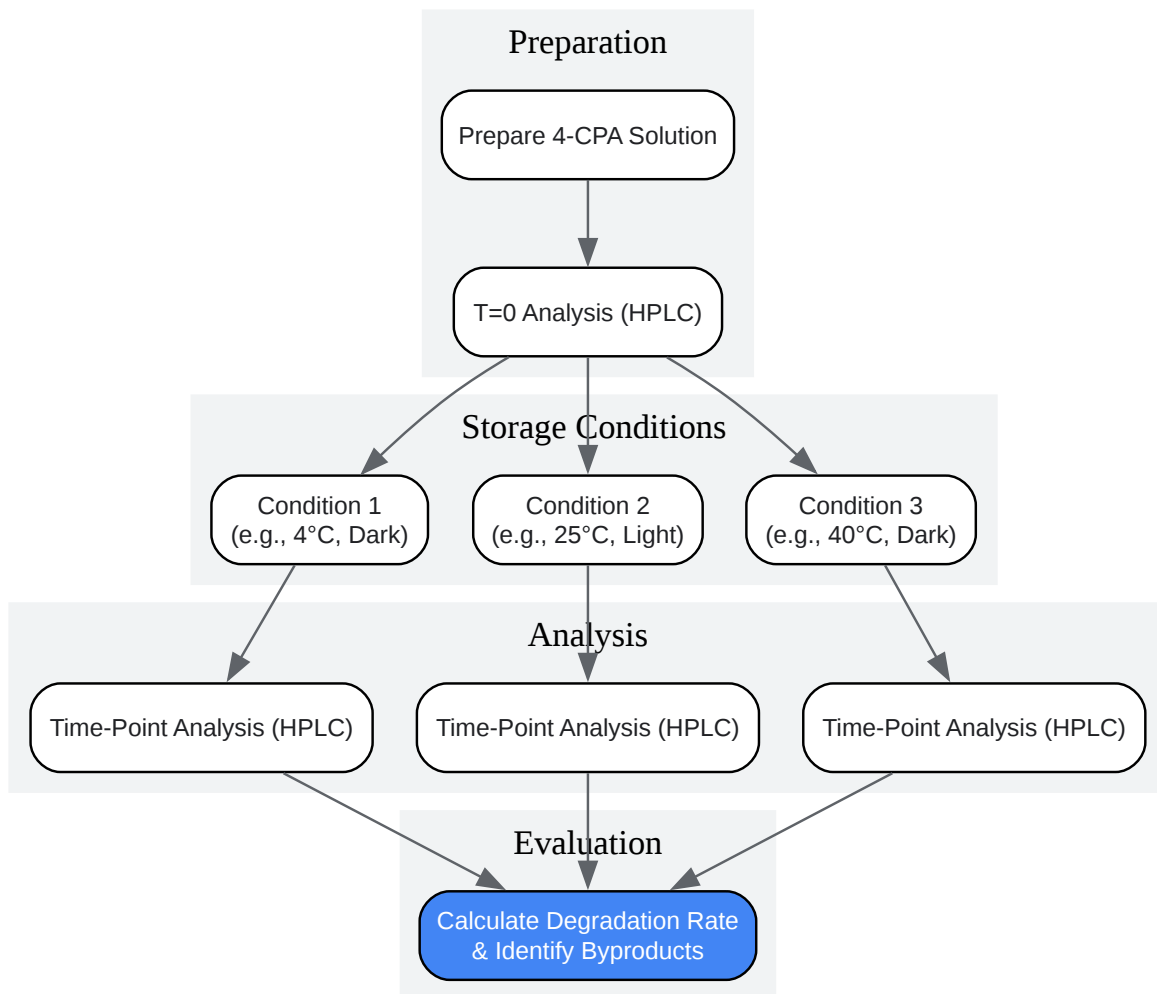 Preparation
Prepare 4-CPA Solution
T=0 Analysis (HPLC)
Storage Conditions
Condition 1
(e.g., 4°C, Dark)
Condition 2
(e.g., 25°C, Light)
Condition 3
(e.g., 40°C, Dark)
Analysis
Time-Point Analysis (HPLC)
Time-Point Analysis (HPLC)
Time-Point Analysis (HPLC)
Evaluation
Calculate Degradation Rate
& Identify Byproducts